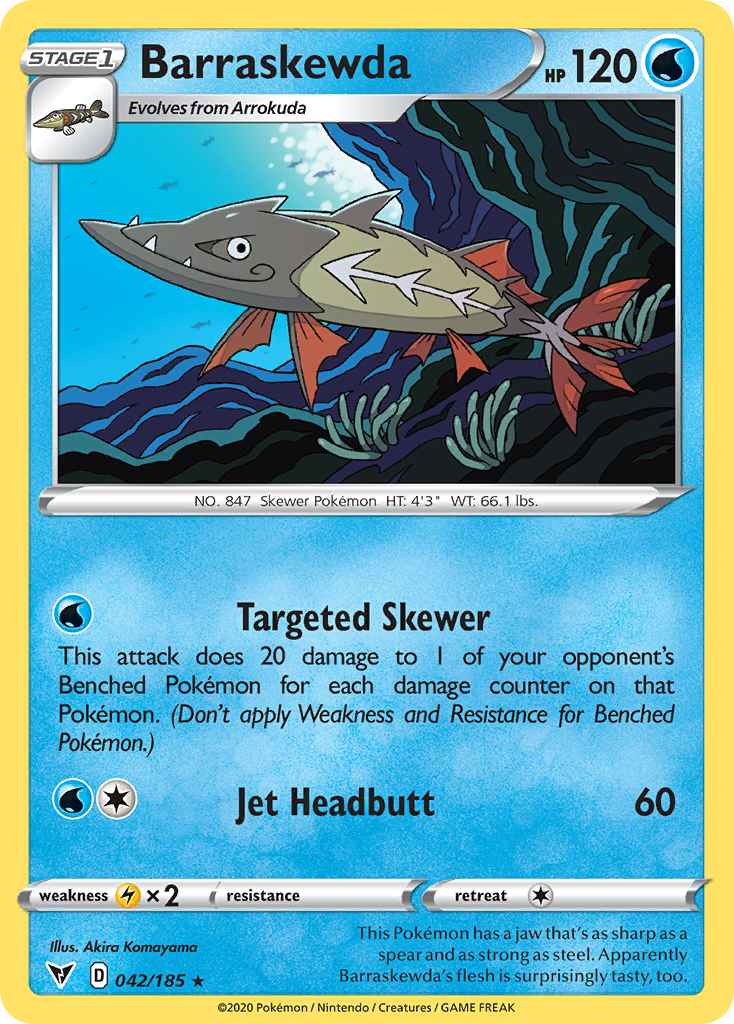 STAGE 1
Barraskewda
HP 120
Evolves from Arrokuda
NO. 847 Skewer Pokémon HT: 4'3" WT: 66.1 lbs.
Targeted Skewer
This attack does 20 damage to 1 of your opponent's
Benched Pokémon for each damage counter on that
Pokémon. (Don't apply Weakness and Resistance for Benched
Pokémon.)
Jet Headbutt 60
weakness ×2 resistance retreat
Illus. Akira Komayama
This Pokémon has a jaw that's as sharp as a
spear and as strong as steel. Apparently
Barraskewda's flesh is surprisingly tasty, too.
D 042/185 ★
©2020 Pokémon / Nintendo / Creatures / GAME FREAK